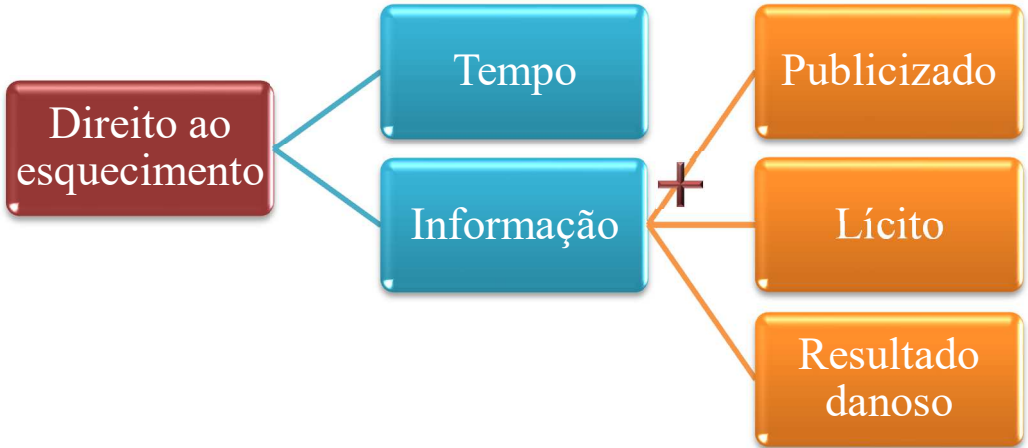 Direito ao
esquecimento
Tempo
Informação
Publicizado
Lícito
Resultado
danoso